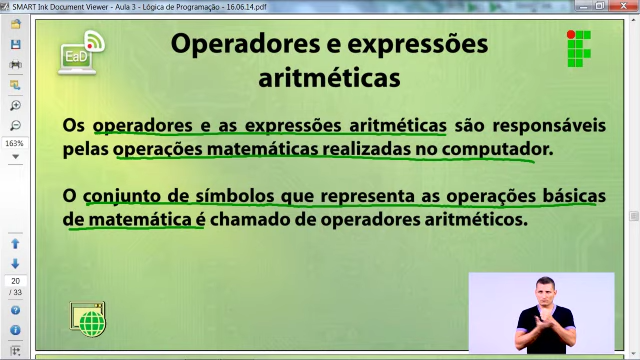 SMART Ink Document Viewer - Aula 3 - Lógica de Programação - 16.06.14.pdf
EaD
Operadores e expressões
aritméticas
Os operadores e as expressões aritméticas são responsáveis
pelas operações matemáticas realizadas no computador.
O conjunto de símbolos que representa as operações básicas
de matemática é chamado de operadores aritméticos.
163%
20
/ 33